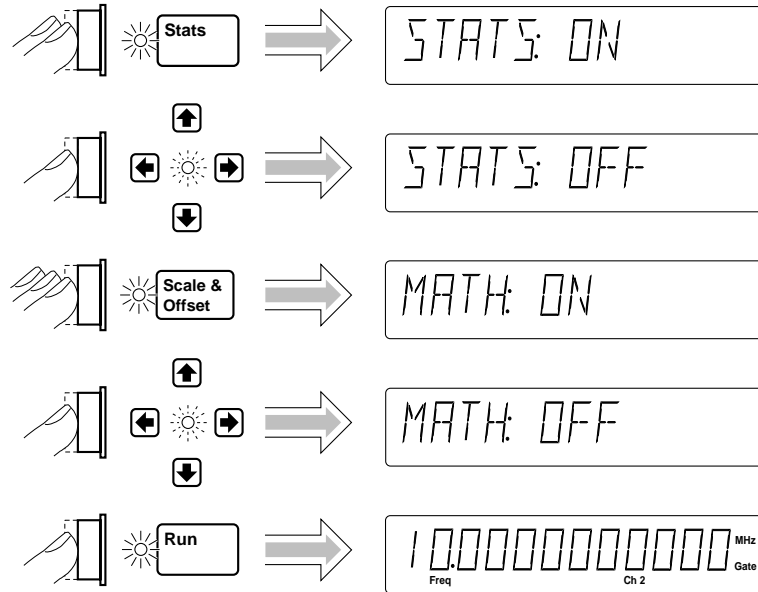 Stats
STATS: ON
STATS: OFF
Scale &
Offset
MATH: ON
MATH: OFF
Run
10.0000000000 MHz
Gate
Freq Ch 2